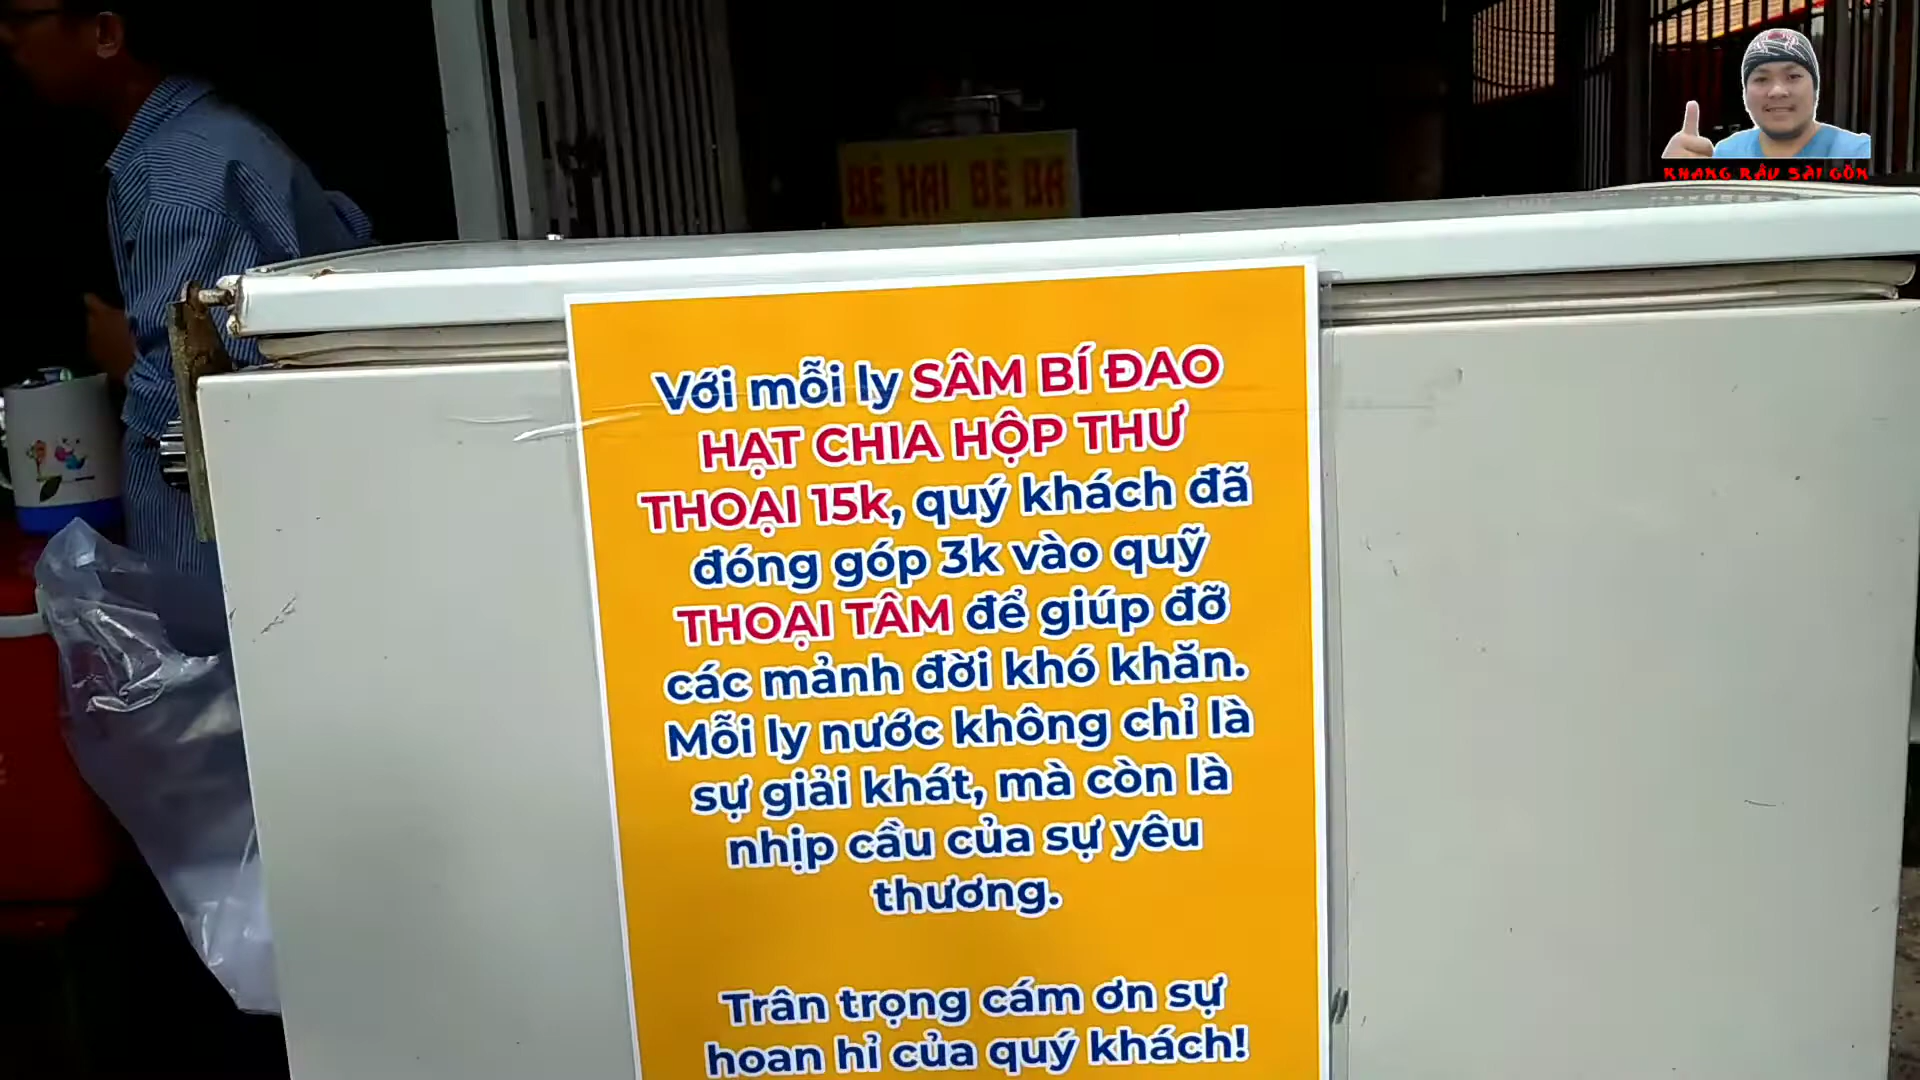 KHANG RÂU SÀI GÒN
BÉ HAI BÉ BA
Với mỗi ly SÂM BÍ ĐAO
HẠT CHIA HỘP THƯ
THOẠI 15k, quý khách đã
đóng góp 3k vào quỹ
THOẠI TÂM để giúp đỡ
các mảnh đời khó khăn.
Mỗi ly nước không chỉ là
sự giải khát, mà còn là
nhịp cầu của sự yêu
thương.
Trân trọng cám ơn sự
hoan hỉ của quý khách!